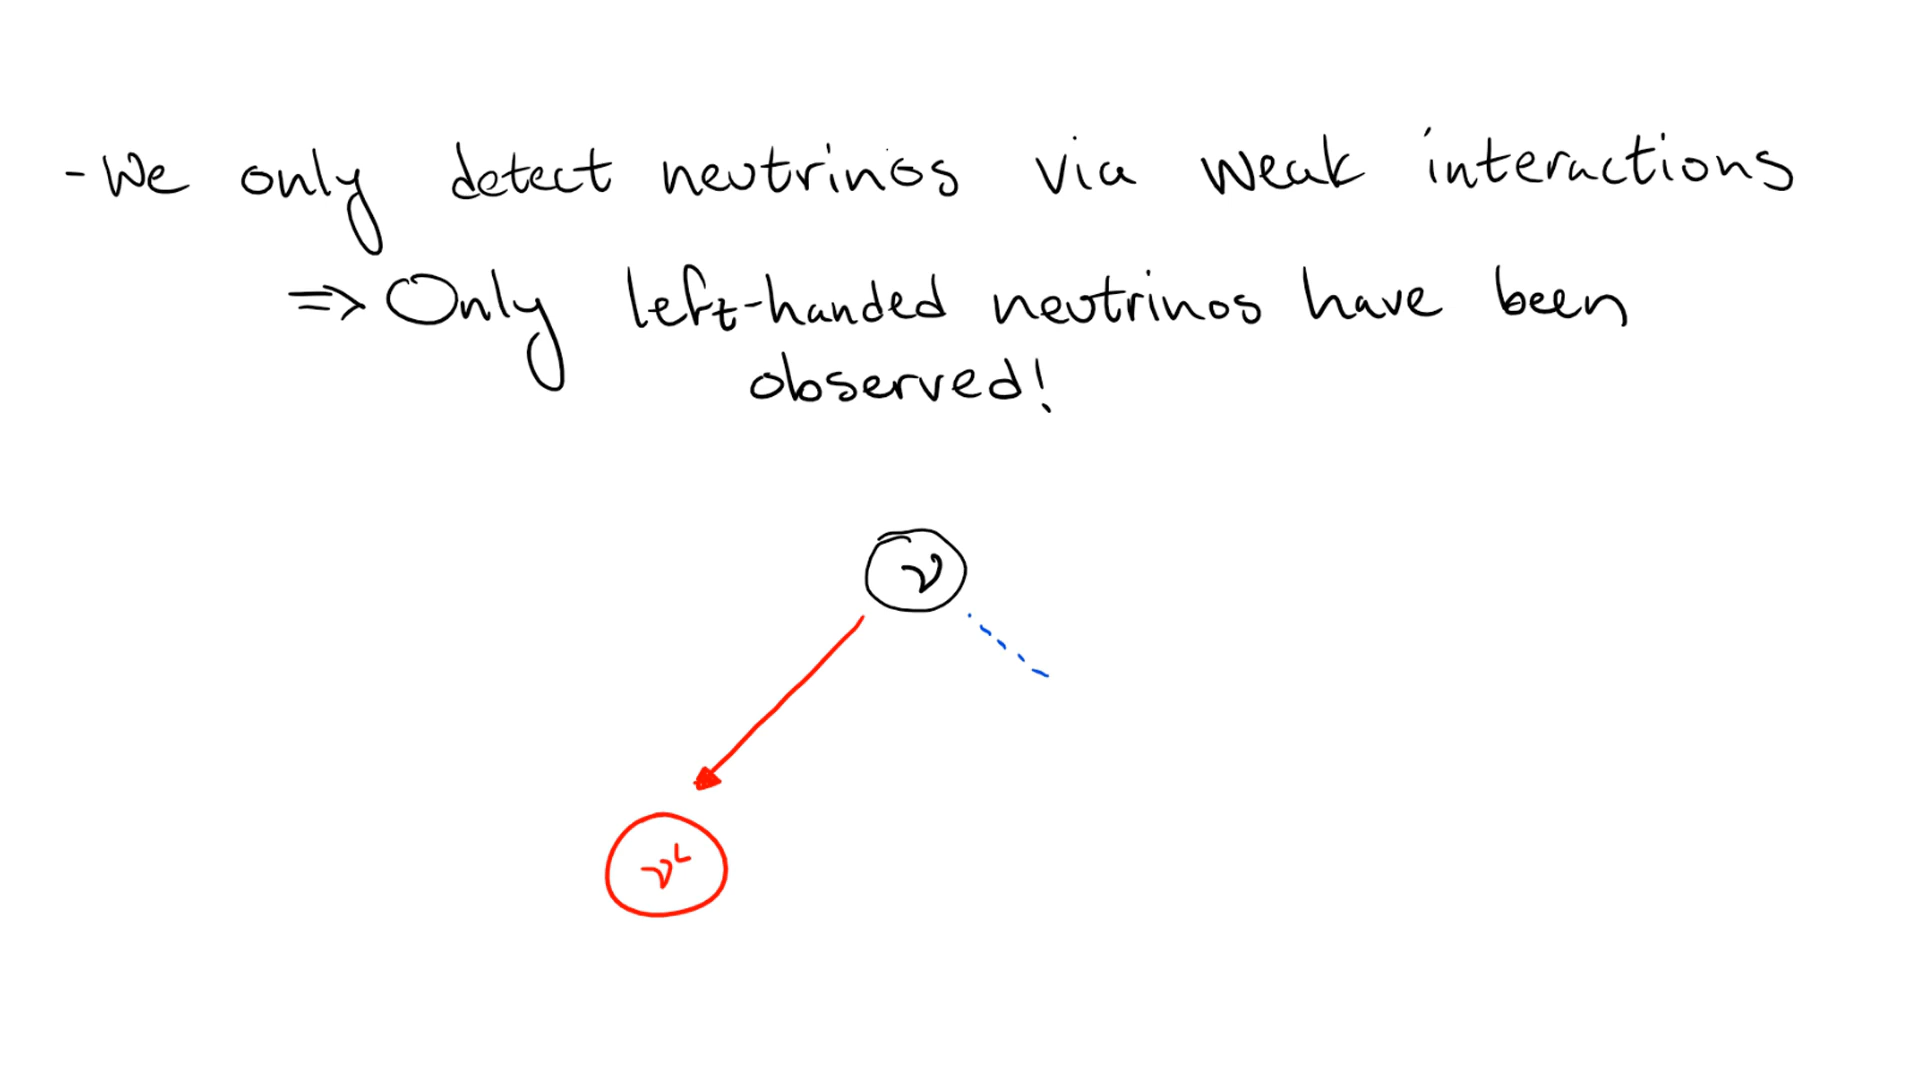 - We only detect neutrinos via weak interactions
⇒ Only left-handed neutrinos have been
observed!
ν
ν^L